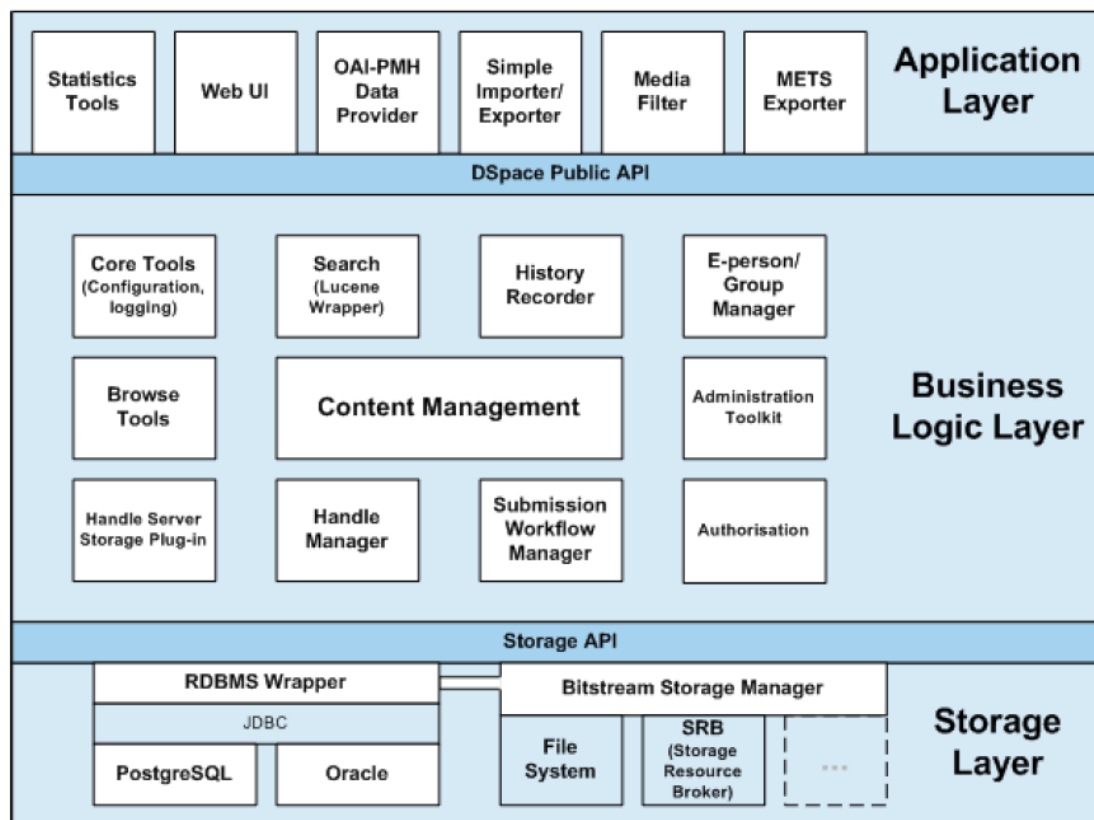 Statistics
Tools
Web UI
OAI-PMH
Data
Provider
Simple
Importer/
Exporter
Media
Filter
METS
Exporter
Application
Layer
DSpace Public API
Core Tools
(Configuration,
logging)
Search
(Lucene
Wrapper)
History
Recorder
E-person/
Group
Manager
Browse
Tools
Content Management
Administration
Toolkit
Business
Logic Layer
Handle Server
Storage Plug-in
Handle
Manager
Submission
Workflow
Manager
Authorisation
Storage API
RDBMS Wrapper
JDBC
PostgreSQL
Oracle
Bitstream Storage Manager
File
System
SRB
(Storage
Resource
Broker)
...
Storage
Layer